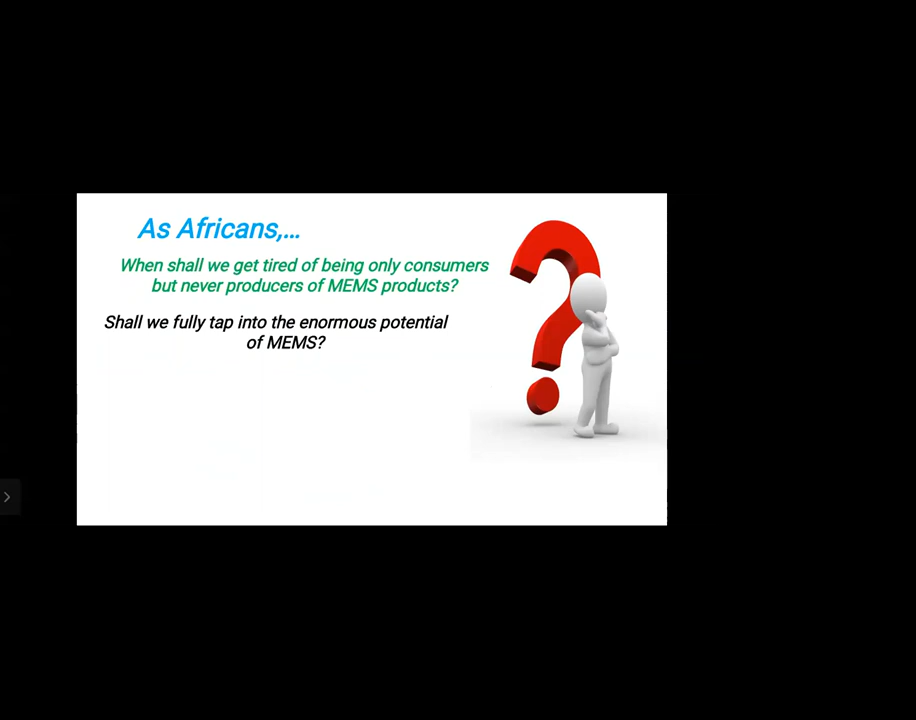 As Africans,...
When shall we get tired of being only consumers
but never producers of MEMS products?
Shall we fully tap into the enormous potential
of MEMS?